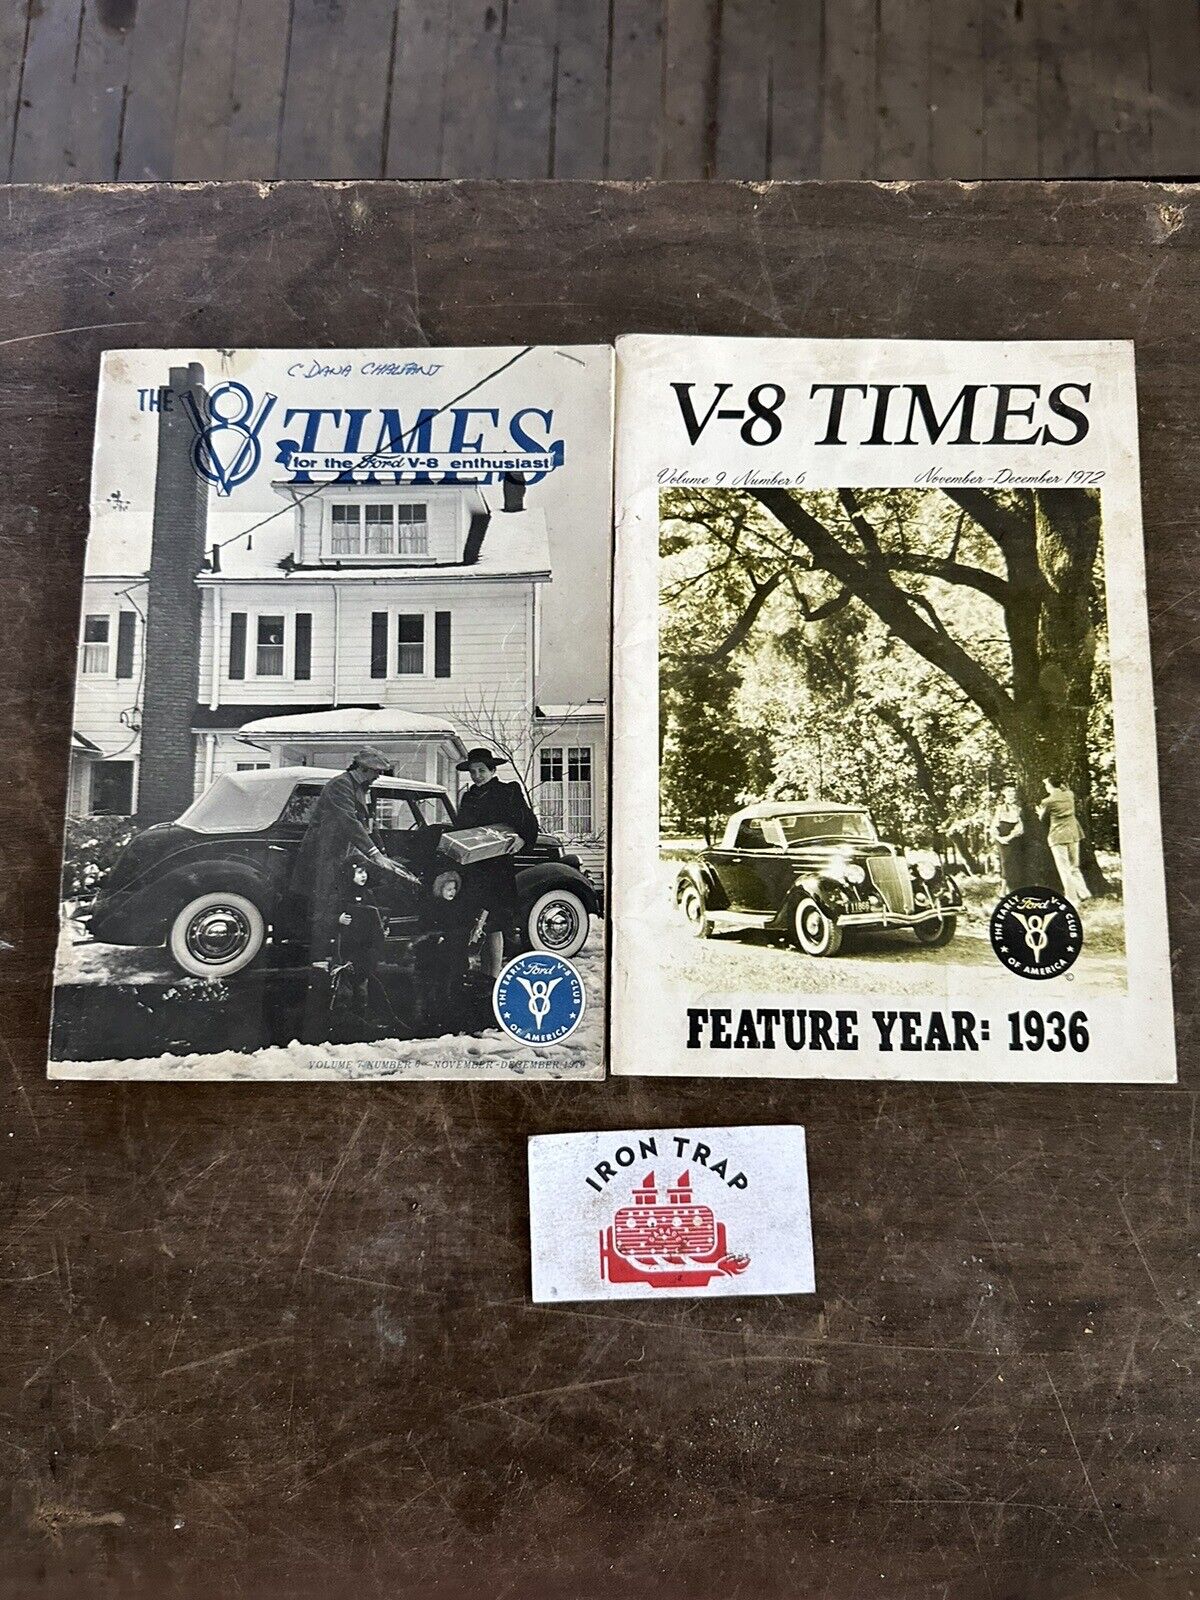 C DANA CHALFANT
THE V8 TIMES
for the Ford V-8 enthusiast
THE EARLY Ford V-8 CLUB
V8
OF AMERICA
VOLUME 7 NUMBER 6—NOVEMBER-DECEMBER 1970
V-8 TIMES
Volume 9 Number 6 November-December 1972
THE EARLY Ford V-8 CLUB
V8
OF AMERICA
©
FEATURE YEAR: 1936
IRON TRAP